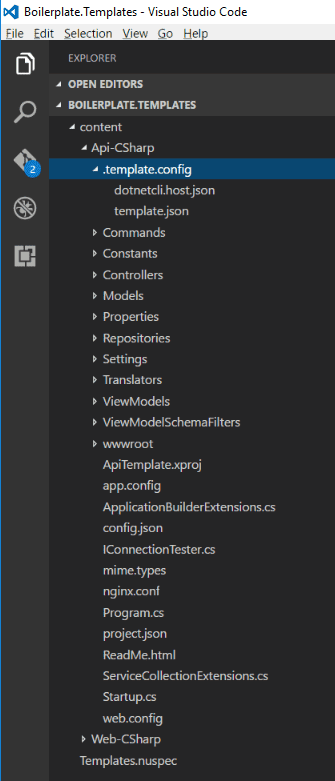 Boilerplate.Templates - Visual Studio Code
File Edit Selection View Go Help
EXPLORER
OPEN EDITORS
BOILERPLATE.TEMPLATES
content
Api-CSharp
.template.config
dotnetcli.host.json
template.json
2
Commands
Constants
Controllers
Models
Properties
Repositories
Settings
Translators
ViewModels
ViewModelSchemaFilters
wwwroot
ApiTemplate.xproj
app.config
ApplicationBuilderExtensions.cs
config.json
IConnectionTester.cs
mime.types
nginx.conf
Program.cs
project.json
ReadMe.html
ServiceCollectionExtensions.cs
Startup.cs
web.config
Web-CSharp
Templates.nuspec